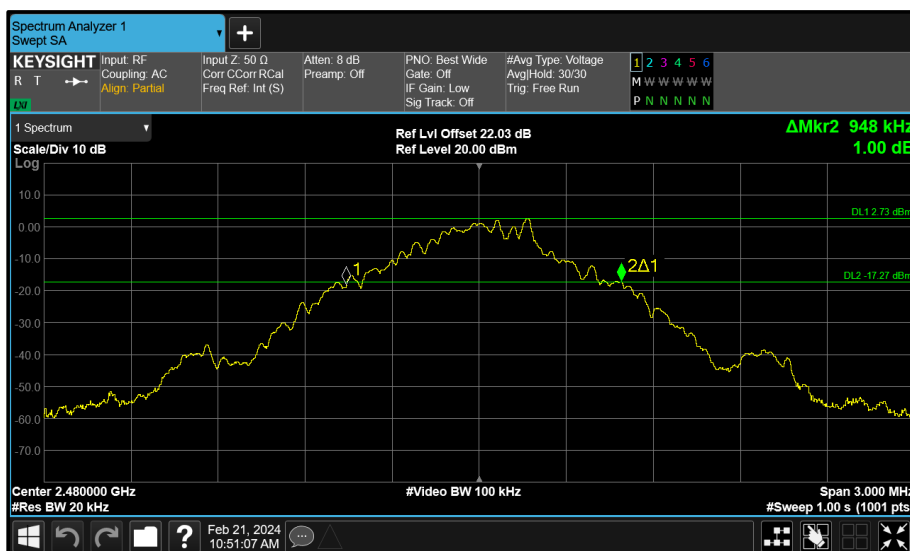 Spectrum Analyzer 1
Swept SA
KEYSIGHT
R T
LXI
Input: RF
Coupling: AC
Align: Partial
Input Z: 50 Ω
Corr CCorr RCal
Freq Ref: Int (S)
Atten: 8 dB
Preamp: Off
PNO: Best Wide
Gate: Off
IF Gain: Low
Sig Track: Off
#Avg Type: Voltage
Avg|Hold: 30/30
Trig: Free Run
1 2 3 4 5 6
M W W W W W
P N N N N N
1 Spectrum
Scale/Div 10 dB
Ref Lvl Offset 22.03 dB
Ref Level 20.00 dBm
ΔMkr2 948 kHz
1.00 dB
Log
10.0
0.00
-10.0
-20.0
-30.0
-40.0
-50.0
-60.0
-70.0
DL1 2.73 dBm
DL2 -17.27 dBm
1
2Δ1
Center 2.480000 GHz
#Res BW 20 kHz
#Video BW 100 kHz
Span 3.000 MHz
#Sweep 1.00 s (1001 pts
Feb 21, 2024
10:51:07 AM